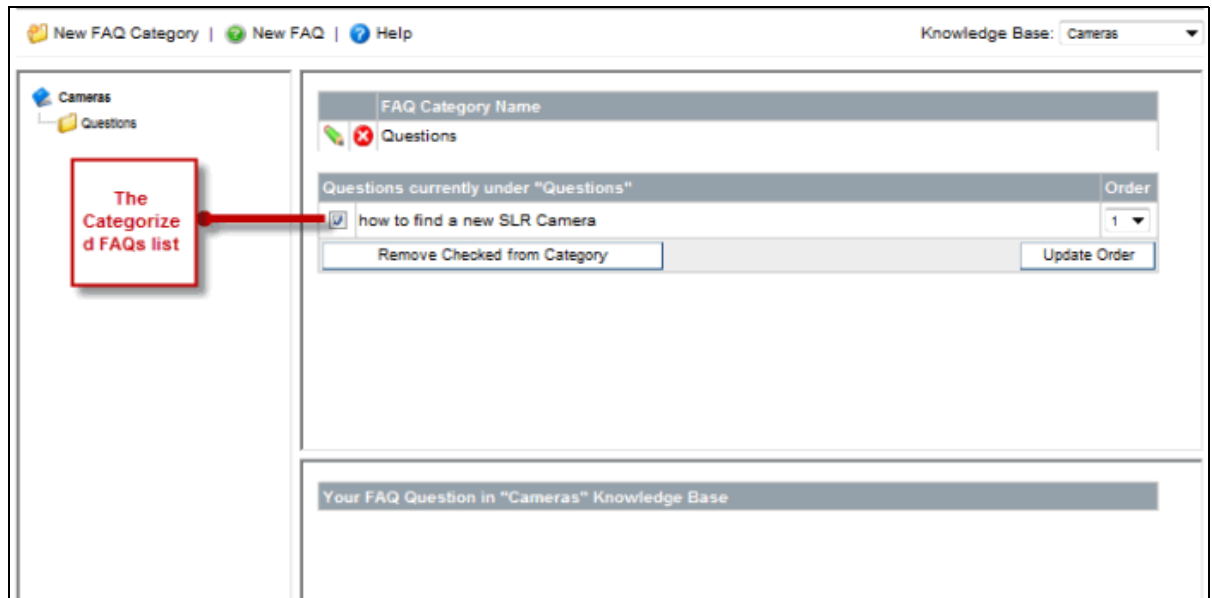 New FAQ Category | New FAQ | Help
Knowledge Base: Cameras
Cameras
Questions
The
Categorize
d FAQs list
FAQ Category Name
Questions
Questions currently under "Questions" Order
how to find a new SLR Camera 1
Remove Checked from Category Update Order
Your FAQ Question in "Cameras" Knowledge Base